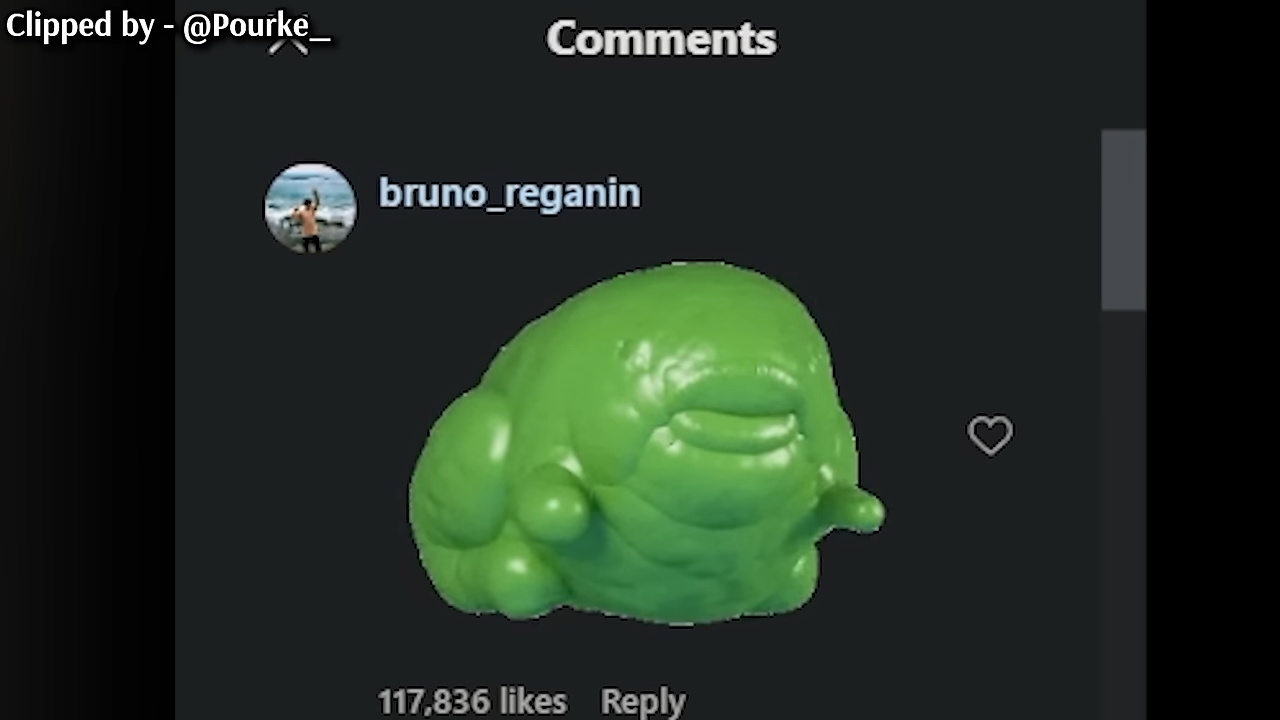 Clipped by - @Pourke_
Comments
bruno_reganin
117,836 likes Reply